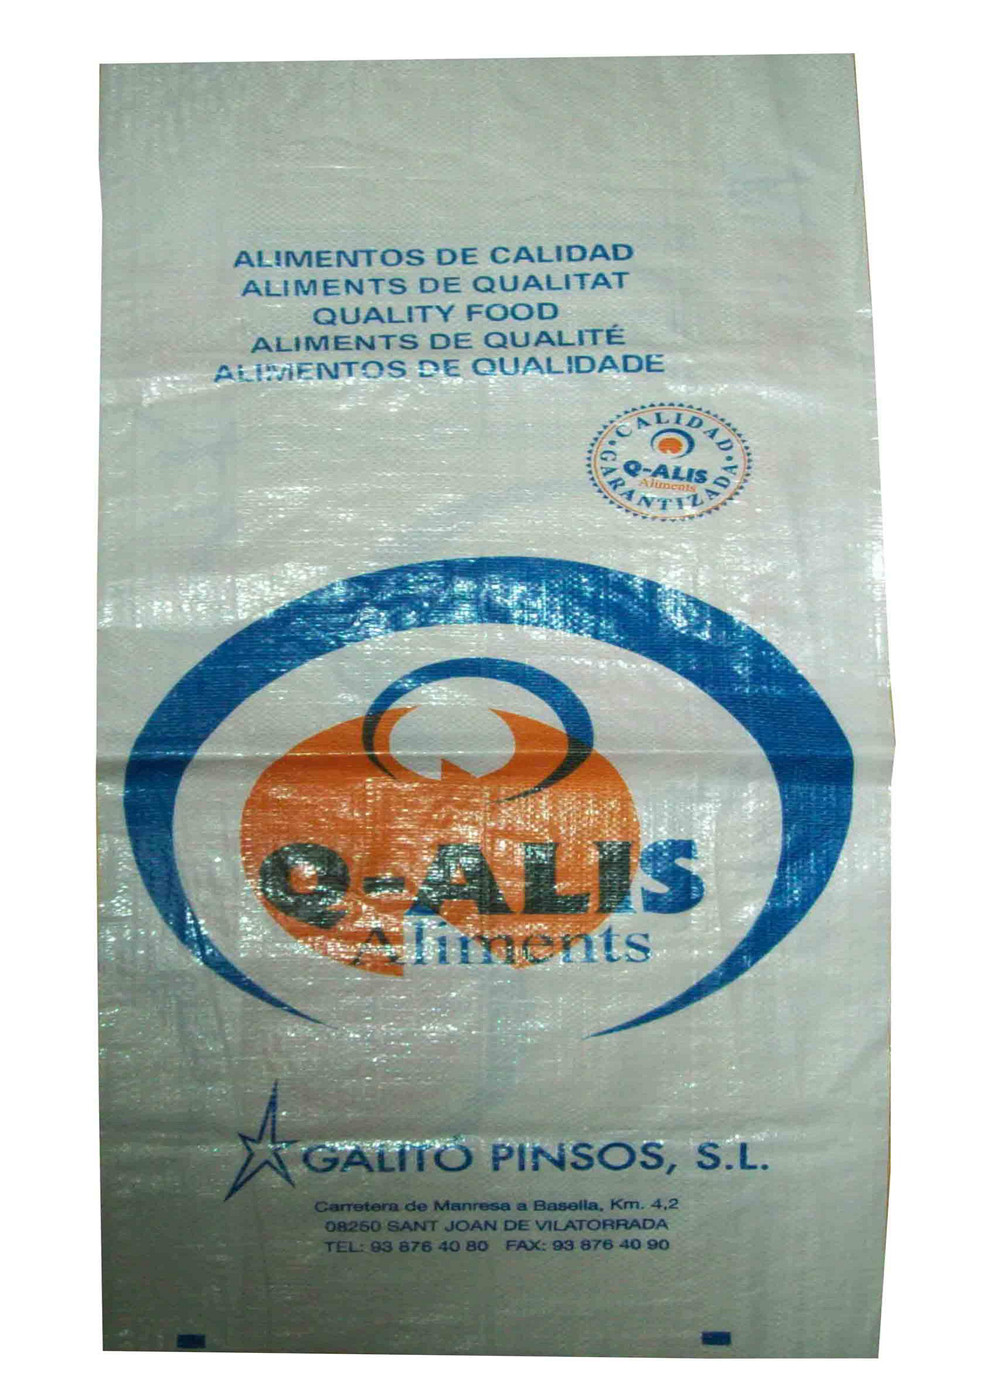 ALIMENTOS DE CALIDAD
ALIMENTS DE QUALITAT
QUALITY FOOD
ALIMENTS DE QUALITÉ
ALIMENTOS DE QUALIDADE
CALIDAD
Q-ALIS
Aliments
GARANTIZADA
Q-ALIS
Aliments
GALITÓ PINSOS, S.L.
Carretera de Manresa a Basella, Km. 4,2
08250 SANT JOAN DE VILATORRADA
TEL: 93 876 40 80 FAX: 93 876 40 90